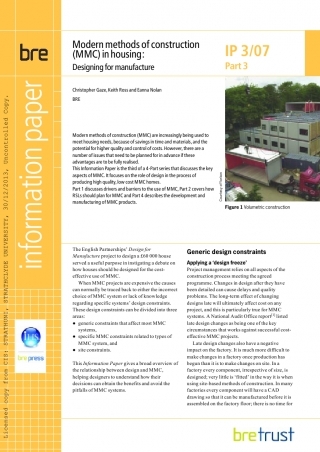 Licensed copy from CIS: STRATHUNI, STRATHCLYDE UNIVERSITY, 30/12/2013, Uncontrolled Copy.
bre
information paper
IHS
bre press
Modern methods of construction
(MMC) in housing:
Designing for manufacture
IP 3/07
Part 3
Christopher Gaze, Keith Ross and Eanna Nolan
BRE
Modern methods of construction (MMC) are increasingly being used to
meet housing needs, because of savings in time and materials, and the
potential for higher quality and control of costs. However, there are a
number of issues that need to be planned for in advance if these
advantages are to be fully realised.
This Information Paper is the third of a 4-Part series that discusses the key
aspects of MMC. It focuses on the role of design in the process of
producing high quality, low cost MMC homes.
Part 1 discusses drivers and barriers to the use of MMC, Part 2 covers how
RSLs should plan for MMC and Part 4 describes the development and
manufacturing of MMC products.
Figure 1 Volumetric construction
The English Partnerships' Design for
Manufacture project to design a £60 000 house
served a useful purpose in instigating a debate on
how houses should be designed for the cost-
effective use of MMC.
When MMC projects are expensive the causes
can normally be traced back to either the incorrect
choice of MMC system or lack of knowledge
regarding specific systems' design constraints.
These design constraints can be divided into three
areas:
● generic constraints that affect most MMC
systems,
● specific MMC constraints related to types of
MMC system, and
● site constraints.
This Information Paper gives a broad overview of
the relationship between design and MMC,
helping designers to understand how their
decisions can obtain the benefits and avoid the
pitfalls of MMC systems.
Generic design constraints
Applying a 'design freeze'
Project management relies on all aspects of the
construction process meeting the agreed
programme. Changes in design after they have
been detailed can cause delays and quality
problems. The long-term effect of changing
designs late will ultimately affect cost on any
project, and this is particularly true for MMC
systems. A National Audit Office report[1] listed
late design changes as being one of the key
circumstances that works against successful cost-
effective MMC projects.
Late design changes also have a negative
impact on the factory. It is much more difficult to
make changes in a factory once production has
begun than it is to make changes on site. In a
factory every component, irrespective of size, is
designed; very little is 'fitted' in the way it is when
using site-based methods of construction. In many
factories every component will have a CAD
drawing so that it can be manufactured before it is
assembled on the factory floor; there is no time for
bretrust